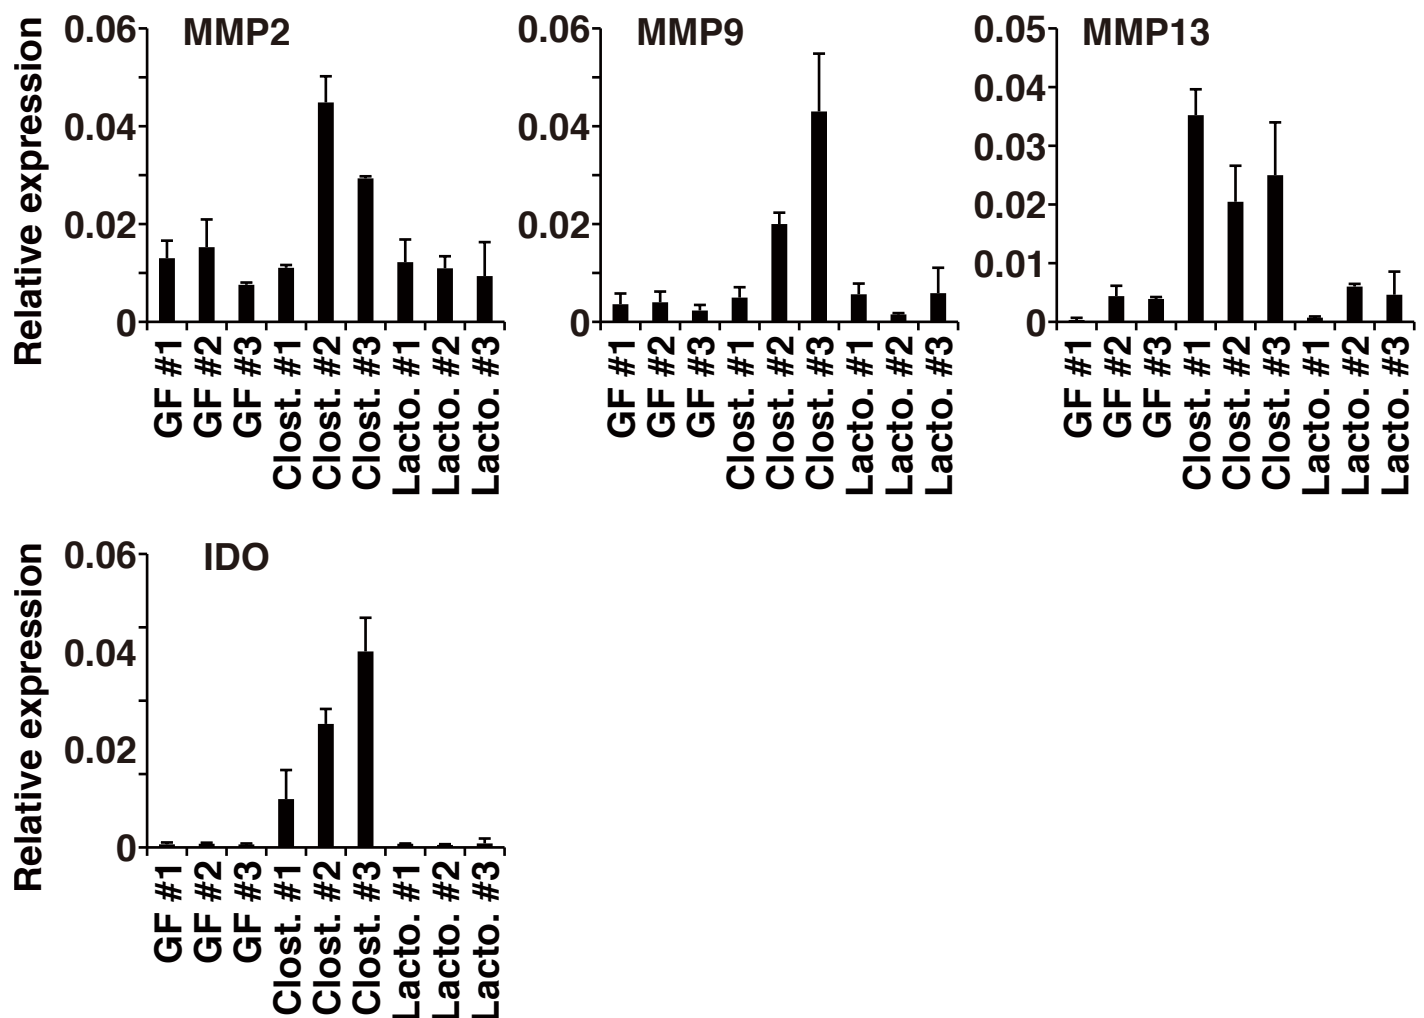 Relative expression
MMP2
0.06
0.04
0.02
0
GF #1
GF #2
GF #3
Clost. #1
Clost. #2
Clost. #3
Lacto. #1
Lacto. #2
Lacto. #3
MMP9
0.06
0.04
0.02
0
GF #1
GF #2
GF #3
Clost. #1
Clost. #2
Clost. #3
Lacto. #1
Lacto. #2
Lacto. #3
MMP13
0.05
0.04
0.03
0.02
0.01
0
GF #1
GF #2
GF #3
Clost. #1
Clost. #2
Clost. #3
Lacto. #1
Lacto. #2
Lacto. #3
Relative expression
IDO
0.06
0.04
0.02
0
GF #1
GF #2
GF #3
Clost. #1
Clost. #2
Clost. #3
Lacto. #1
Lacto. #2
Lacto. #3